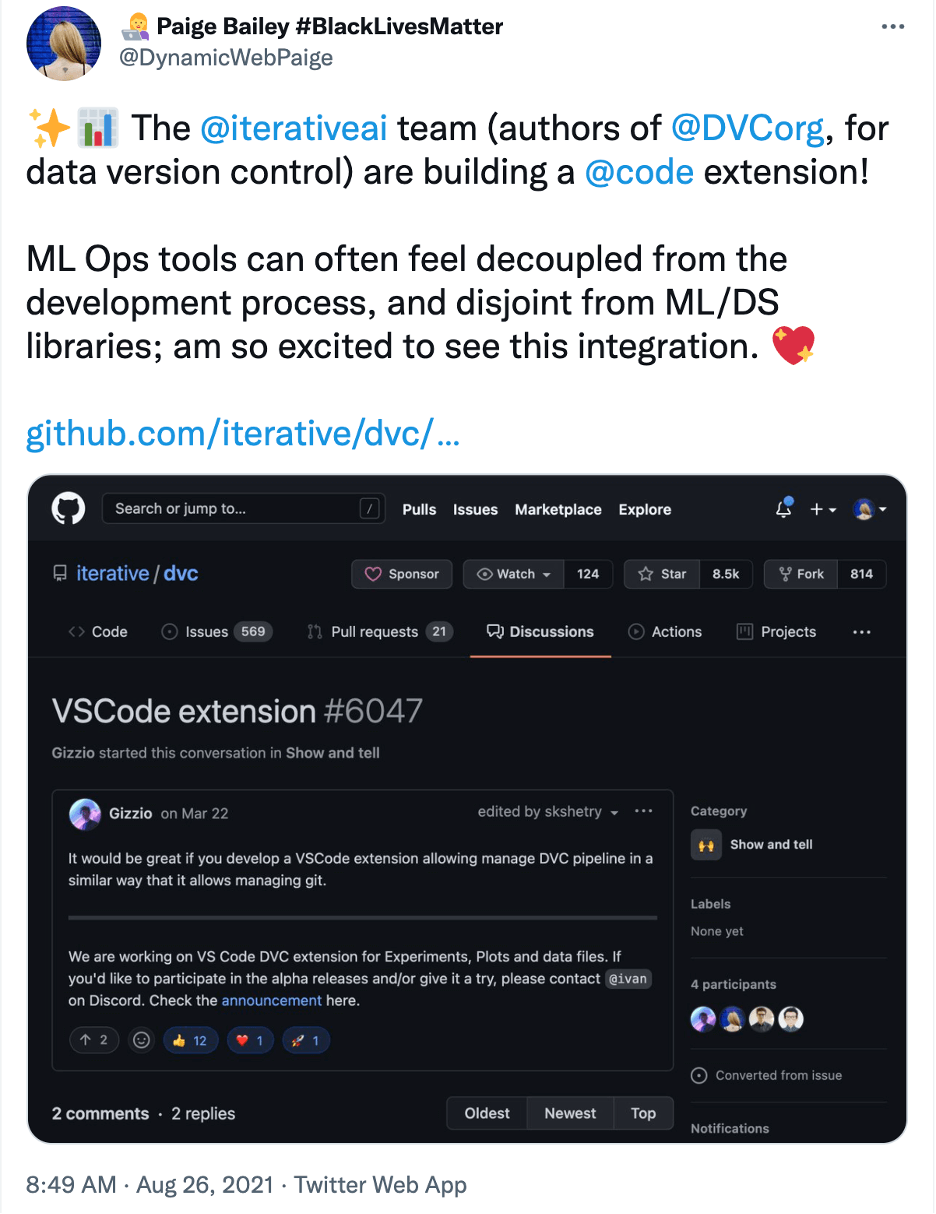 Paige Bailey #BlackLivesMatter
@DynamicWebPaige
The @iterativeai team (authors of @DVCorg, for
data version control) are building a @code extension!
ML Ops tools can often feel decoupled from the
development process, and disjoint from ML/DS
libraries; am so excited to see this integration. 💖
github.com/iterative/dvc/…
Search or jump to... /
Pulls Issues Marketplace Explore
iterative / dvc
Sponsor Watch 124 Star 8.5k Fork 814
Code Issues 569 Pull requests 21 Discussions Actions Projects ...
VSCode extension #6047
Gizzio started this conversation in Show and tell
Gizzio on Mar 22 edited by skshetry ...
It would be great if you develop a VSCode extension allowing manage DVC pipeline in a
similar way that it allows managing git.
We are working on VS Code DVC extension for Experiments, Plots and data files. If
you'd like to participate in the alpha releases and/or give it a try, please contact @ivan
on Discord. Check the announcement here.
↑ 2 👍 12 ❤️ 1 🚀 1
2 comments · 2 replies
Oldest Newest Top
Category
Show and tell
Labels
None yet
4 participants
Converted from issue
Notifications
8:49 AM · Aug 26, 2021 · Twitter Web App